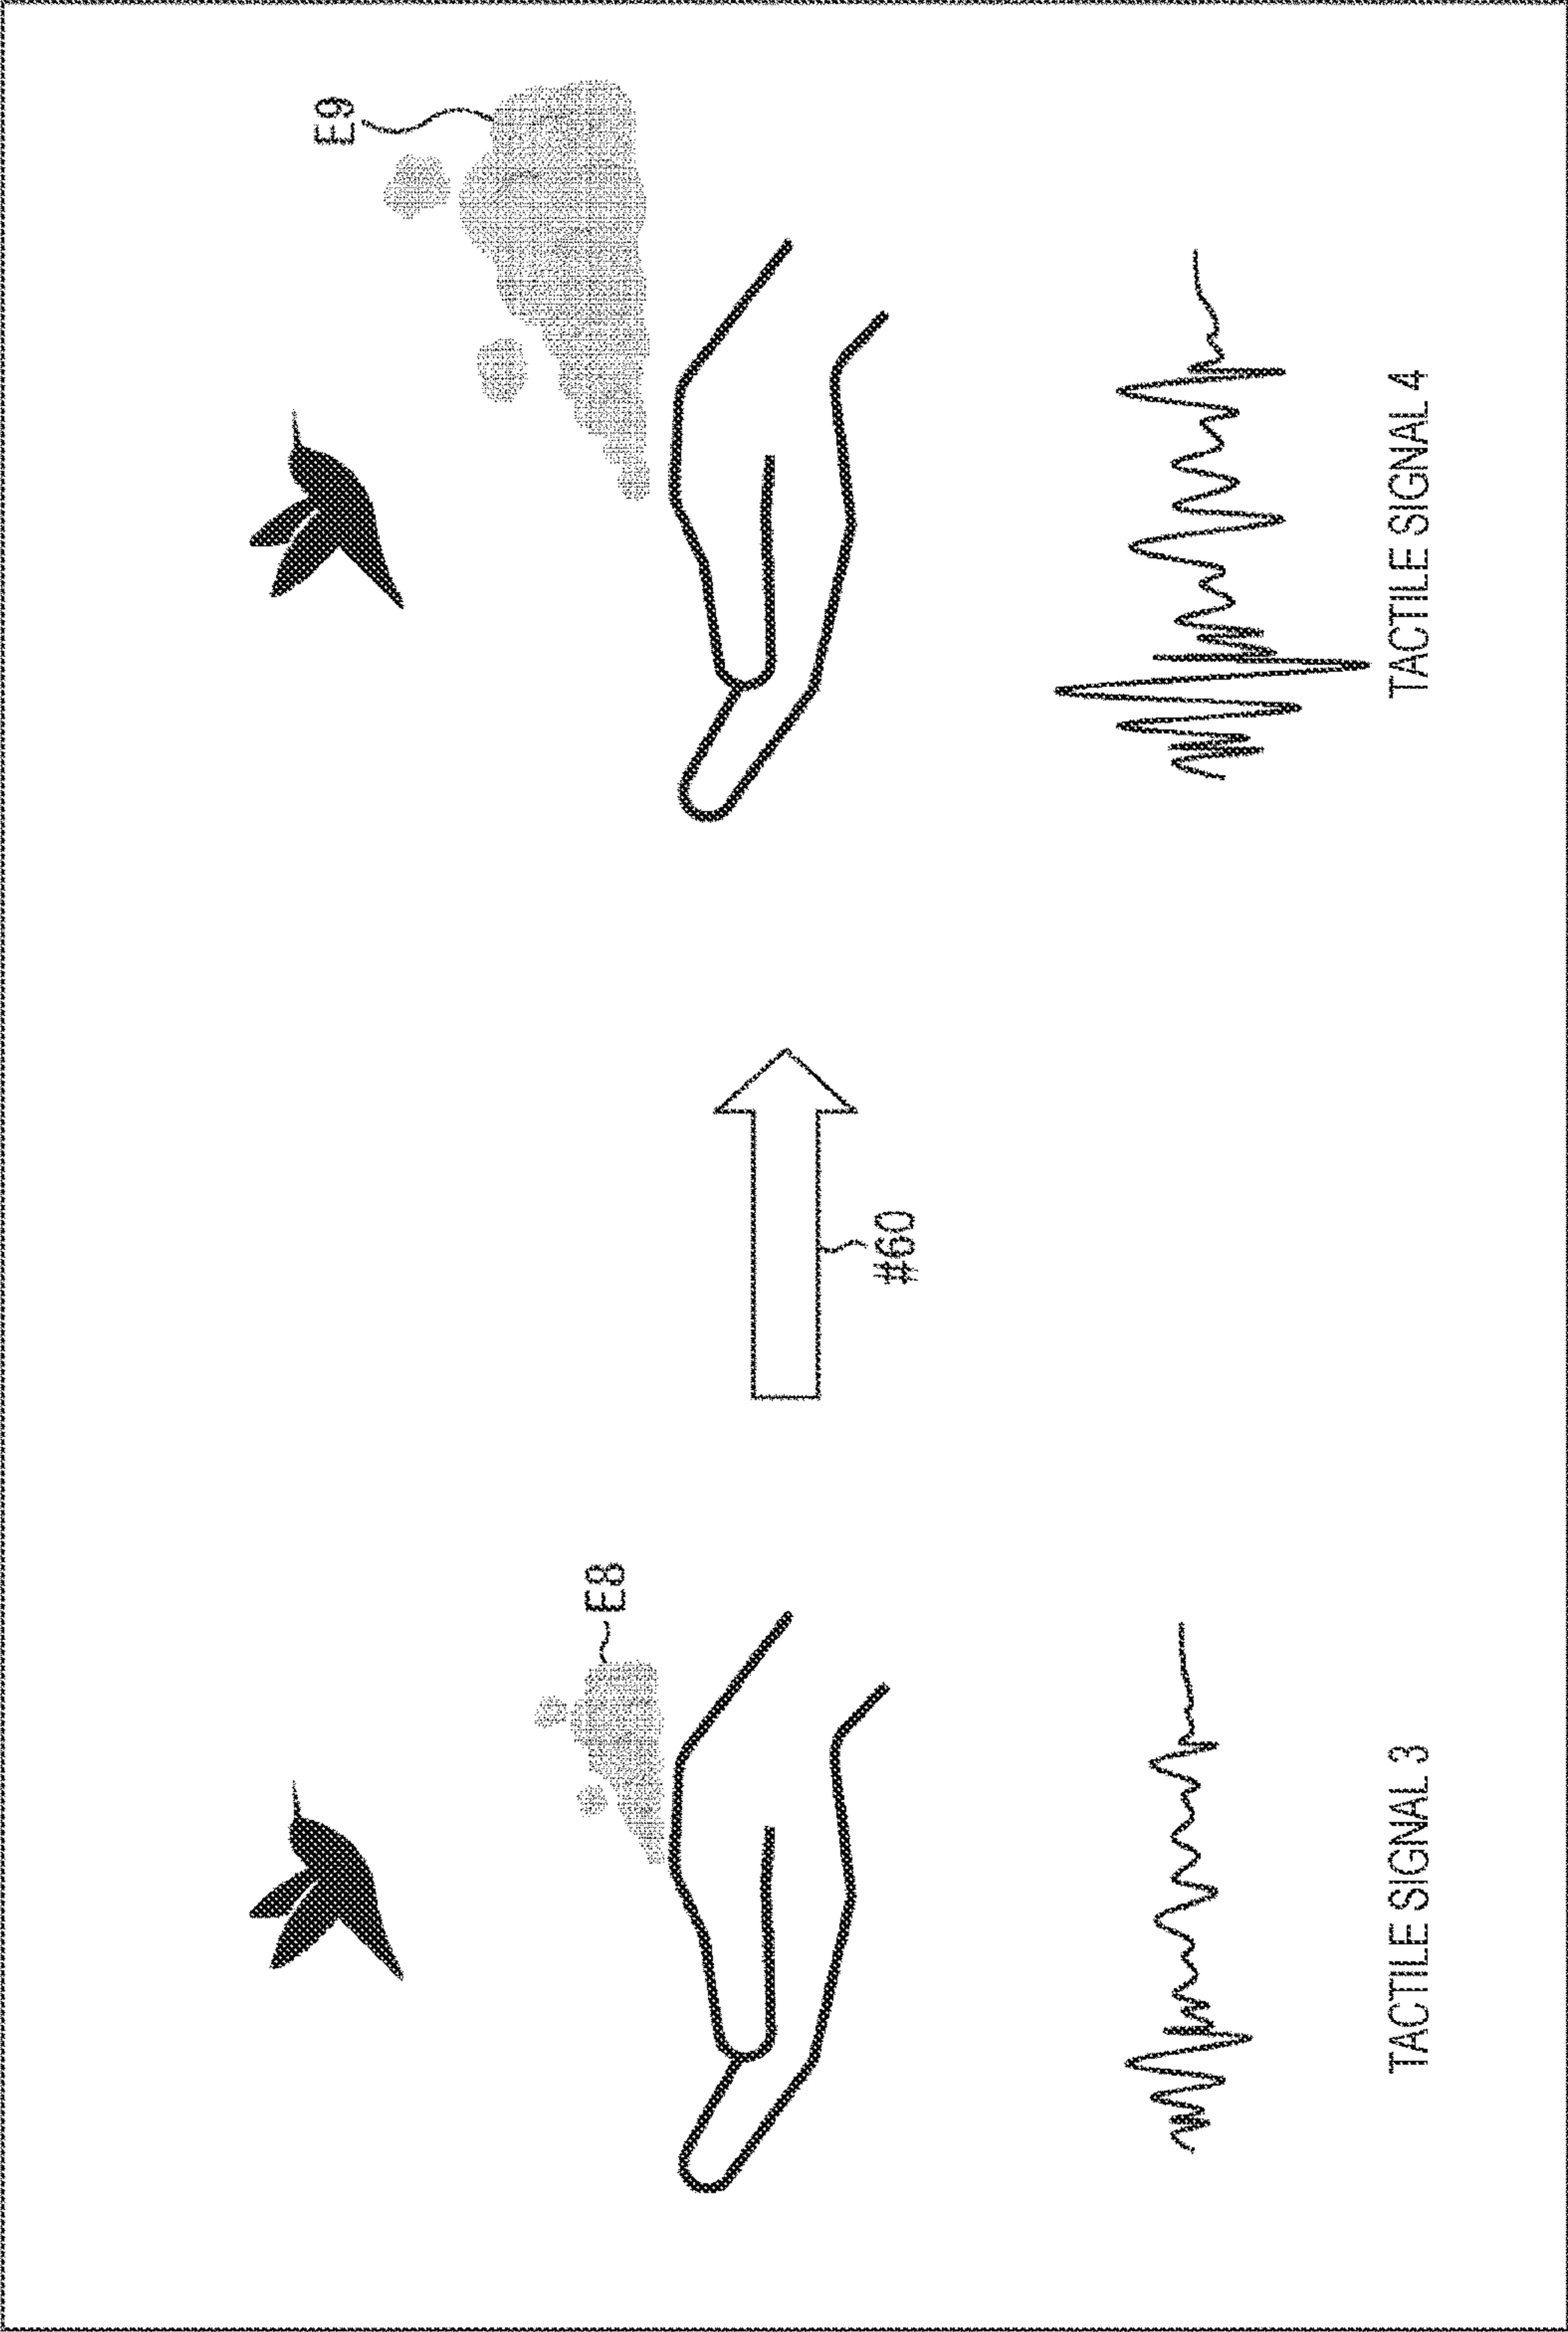 E8
E9
#60
TACTILE SIGNAL 3
TACTILE SIGNAL 4